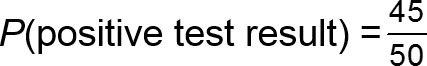 P(positive test result) = 45/50